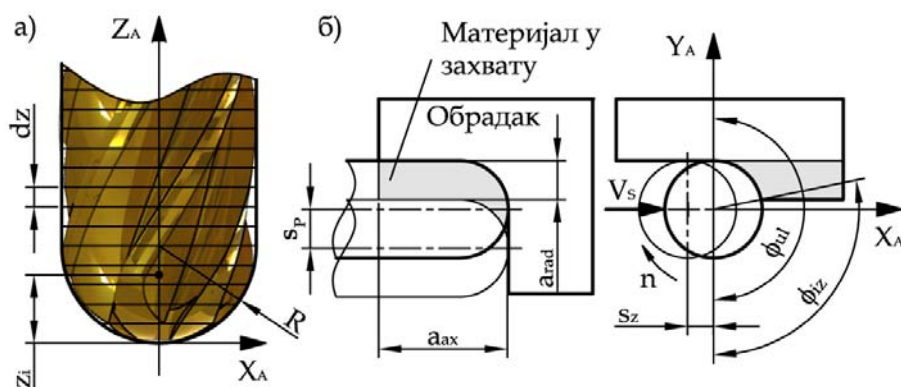 а)
Z_A
dz
z_i
R
X_A
б)
Материјал у
захвату
Обрадак
s_P
a_rad
a_ax
Y_A
V_S
X_A
n
s_z
ϕ_ul
ϕ_iz